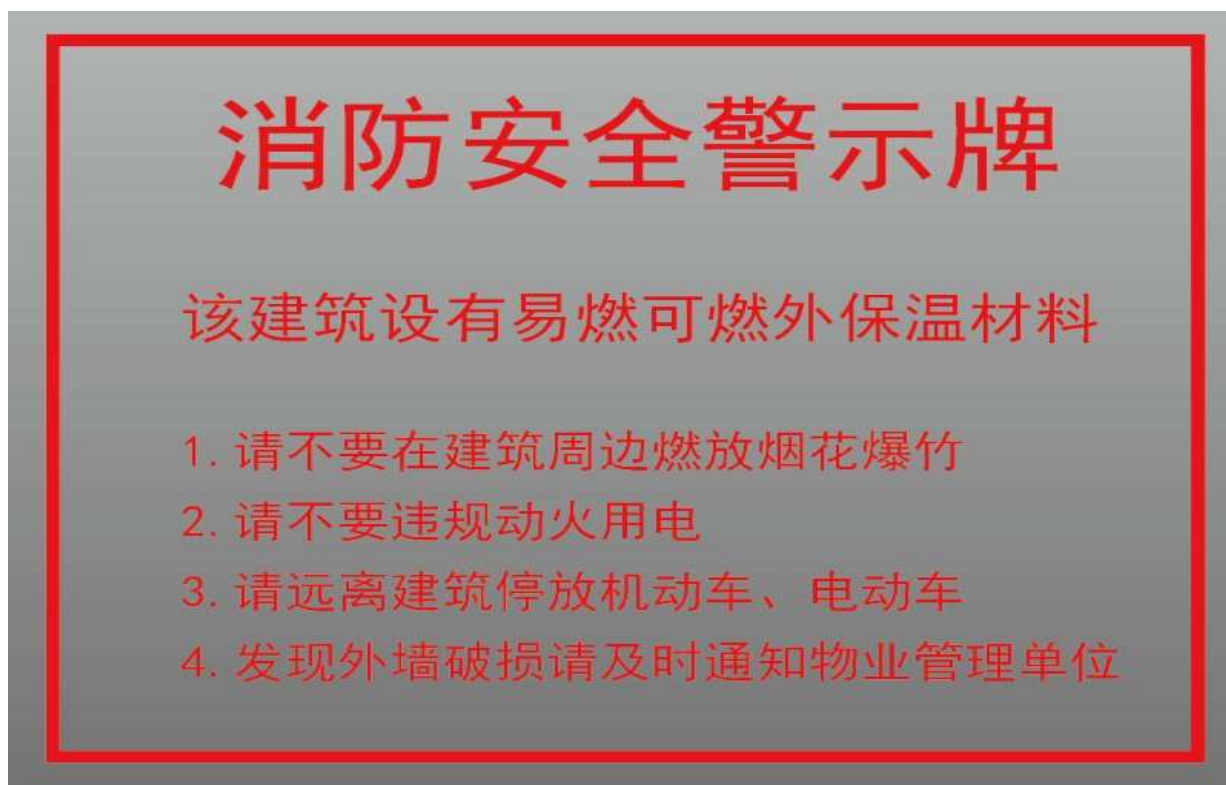 消防安全警示牌
该建筑设有易燃可燃外保温材料
1. 请不要在建筑周边燃放烟花爆竹
2. 请不要违规动火用电
3. 请远离建筑停放机动车、电动车
4. 发现外墙破损请及时通知物业管理单位